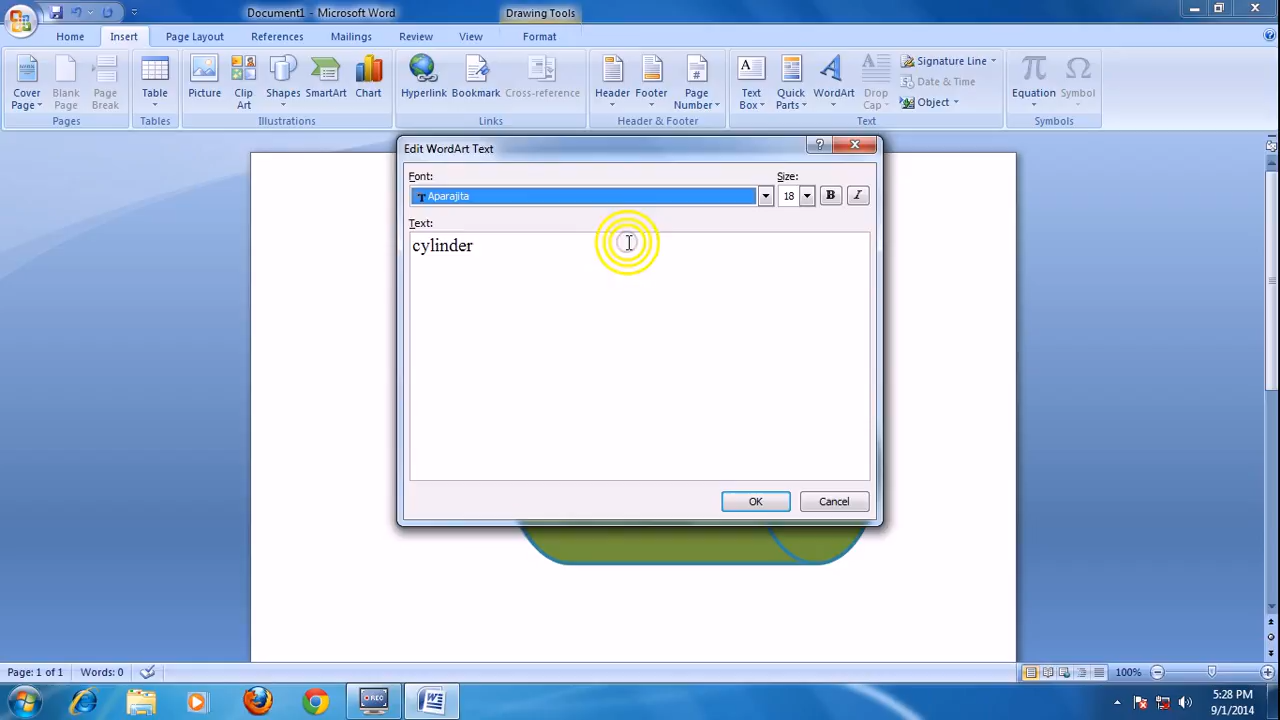 Document1 - Microsoft Word Drawing Tools
Home Insert Page Layout References Mailings Review View Format
Cover Page Blank Page Page Break Table Picture Clip Art Shapes SmartArt Chart Hyperlink Bookmark Cross-reference Header Footer Page Number Text Box Quick Parts WordArt Drop Cap Signature Line Date & Time Object Equation Symbol
Pages Tables Illustrations Links Header & Footer Text Symbols
Edit WordArt Text
Font: Size:
Aparajita 18 B I
Text:
cylinder
OK Cancel
Page: 1 of 1 Words: 0 100%
REC
5:28 PM
9/1/2014